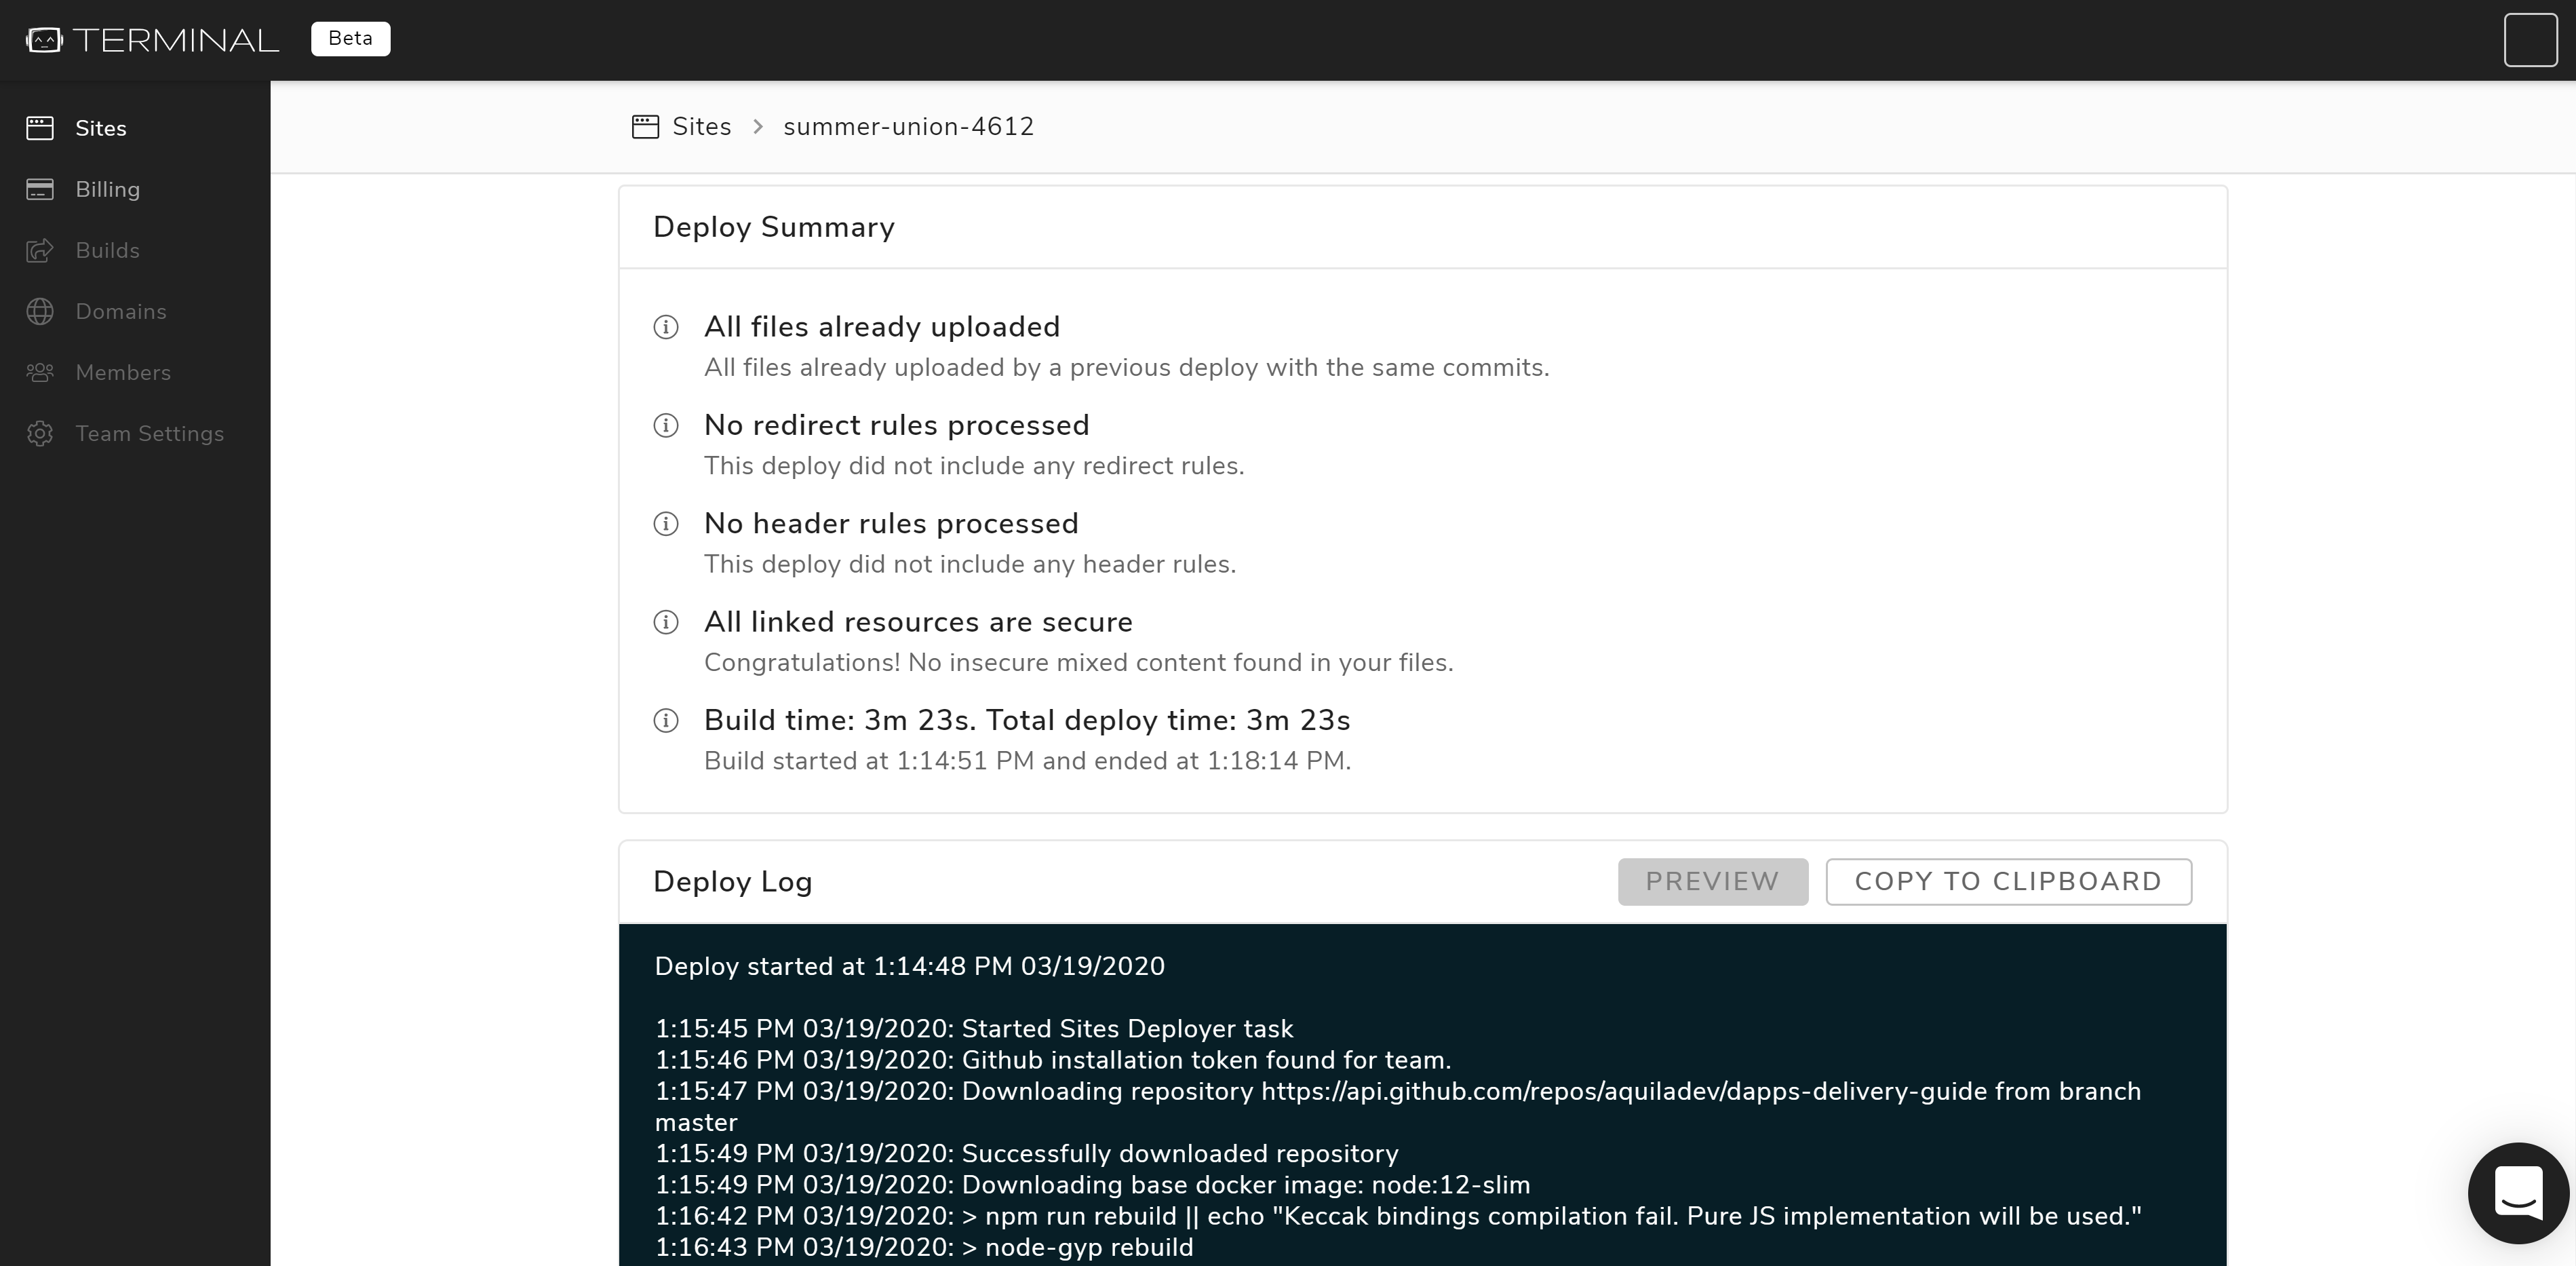 TERMINAL Beta
Sites
Billing
Builds
Domains
Members
Team Settings
Sites > summer-union-4612
Deploy Summary
All files already uploaded
All files already uploaded by a previous deploy with the same commits.
No redirect rules processed
This deploy did not include any redirect rules.
No header rules processed
This deploy did not include any header rules.
All linked resources are secure
Congratulations! No insecure mixed content found in your files.
Build time: 3m 23s. Total deploy time: 3m 23s
Build started at 1:14:51 PM and ended at 1:18:14 PM.
Deploy Log PREVIEW COPY TO CLIPBOARD
Deploy started at 1:14:48 PM 03/19/2020
1:15:45 PM 03/19/2020: Started Sites Deployer task
1:15:46 PM 03/19/2020: Github installation token found for team.
1:15:47 PM 03/19/2020: Downloading repository https://api.github.com/repos/aquiladev/dapps-delivery-guide from branch
master
1:15:49 PM 03/19/2020: Successfully downloaded repository
1:15:49 PM 03/19/2020: Downloading base docker image: node:12-slim
1:16:42 PM 03/19/2020: > npm run rebuild || echo "Keccak bindings compilation fail. Pure JS implementation will be used."
1:16:43 PM 03/19/2020: > node-gyp rebuild